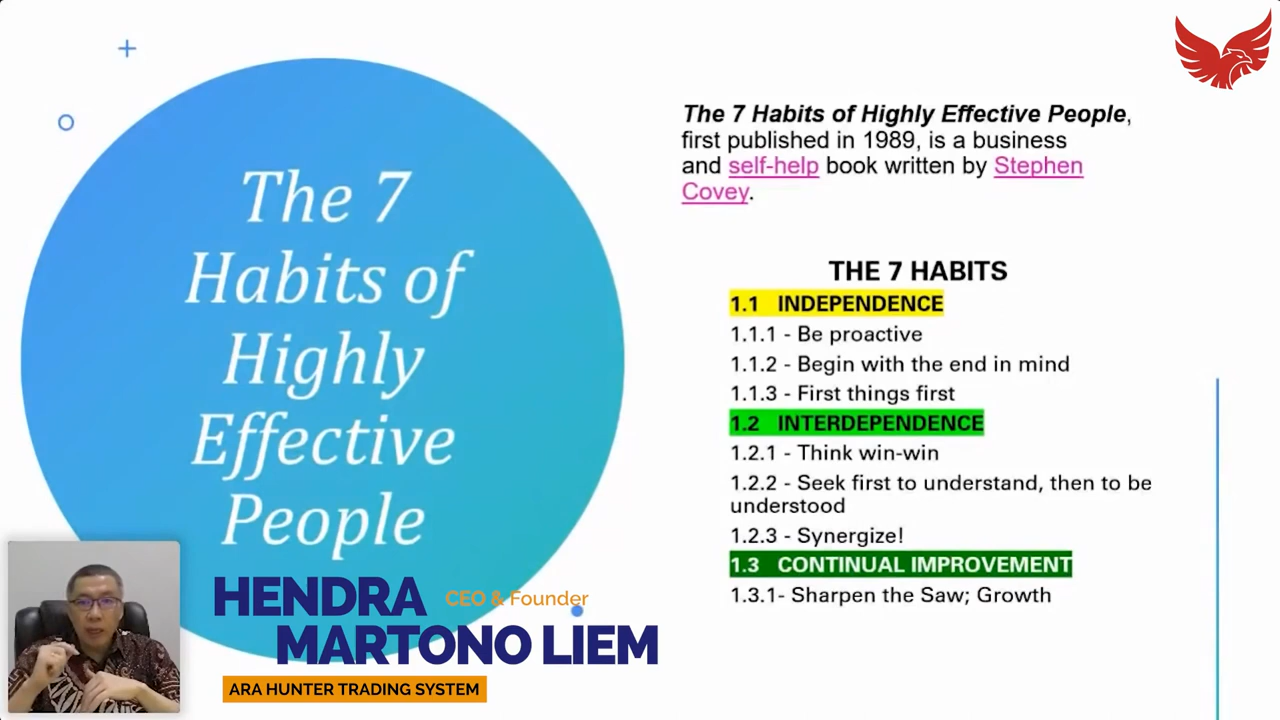 The 7
Habits of
Highly
Effective
People
The 7 Habits of Highly Effective People,
first published in 1989, is a business
and self-help book written by Stephen
Covey.
THE 7 HABITS
1.1 INDEPENDENCE
1.1.1 - Be proactive
1.1.2 - Begin with the end in mind
1.1.3 - First things first
1.2 INTERDEPENDENCE
1.2.1 - Think win-win
1.2.2 - Seek first to understand, then to be
understood
1.2.3 - Synergize!
1.3 CONTINUAL IMPROVEMENT
1.3.1- Sharpen the Saw; Growth
HENDRA CEO & Founder
MARTONO LIEM
ARA HUNTER TRADING SYSTEM